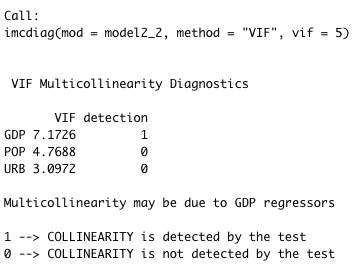 Call:
imcdiag(mod = model2_2, method = "VIF", vif = 5)
VIF Multicollinearity Diagnostics
VIF detection
GDP 7.1726 1
POP 4.7688 0
URB 3.0972 0
Multicollinearity may be due to GDP regressors
1 --> COLLINEARITY is detected by the test
0 --> COLLINEARITY is not detected by the test